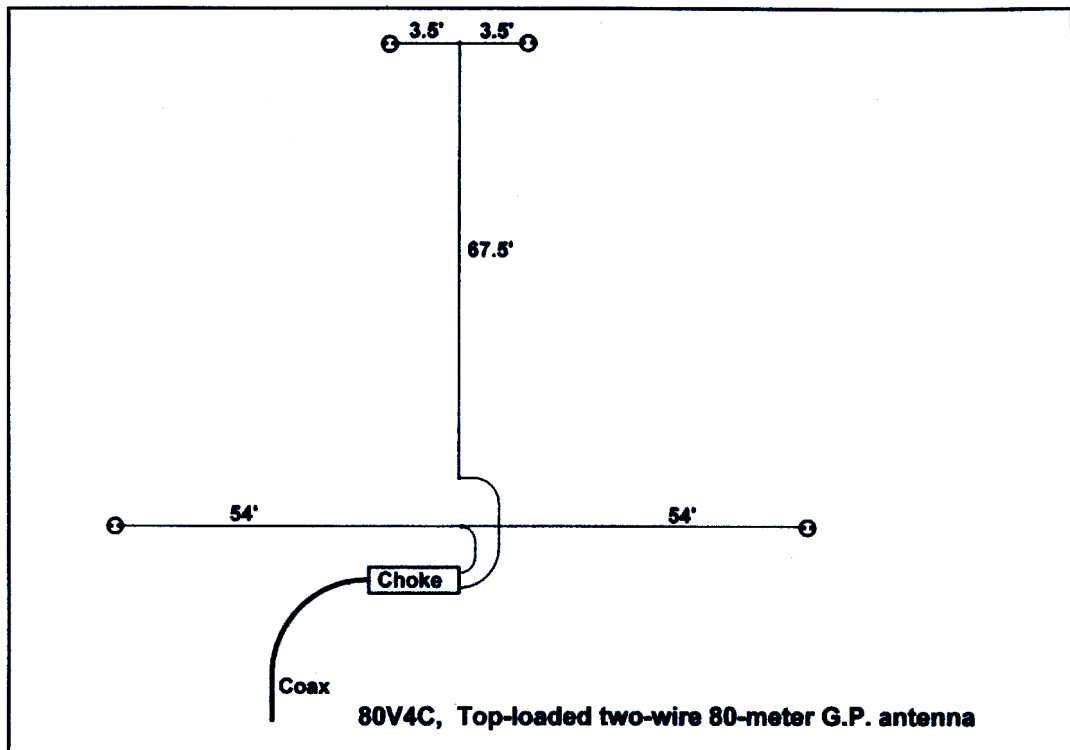 3.5' 3.5'
67.5'
54' 54'
Choke
Coax
80V4C, Top-loaded two-wire 80-meter G.P. antenna